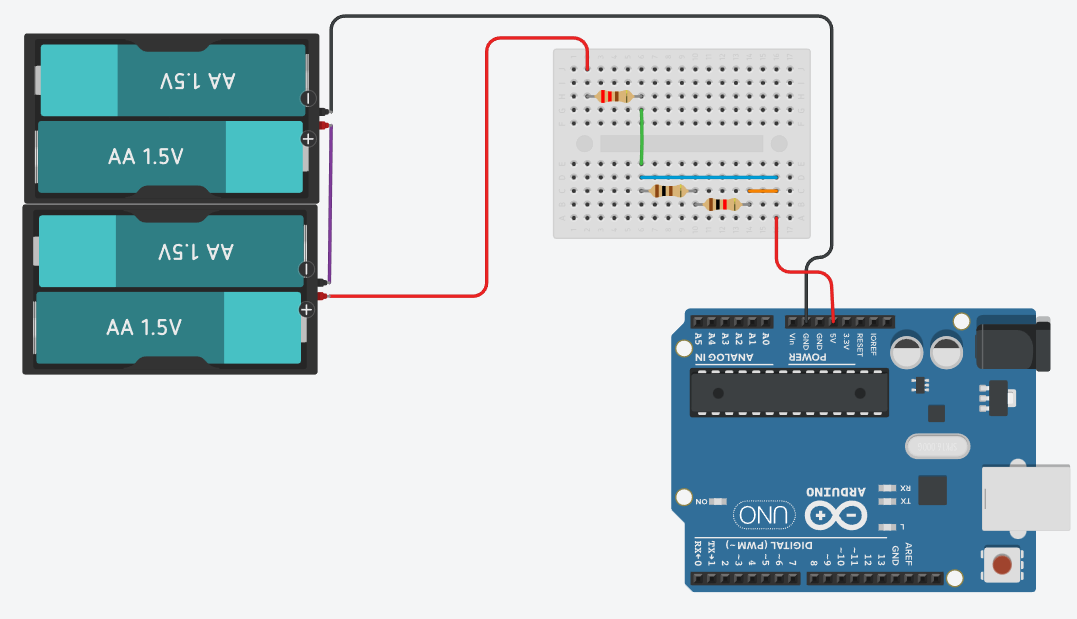 AA 1.5V
AA 1.5V
AA 1.5V
AA 1.5V
A5
A4
A3
A2
A1
A0
Vin
GND
GND
5V
3.3V
RESET
IOREF
ANALOG IN
POWER
RX
TX
ON
UNO
ARDUINO
L
DIGITAL (PWM~)
RX←0
TX→1
2
~3
4
~5
~6
7
8
~9
~10
~11
12
13
GND
AREF